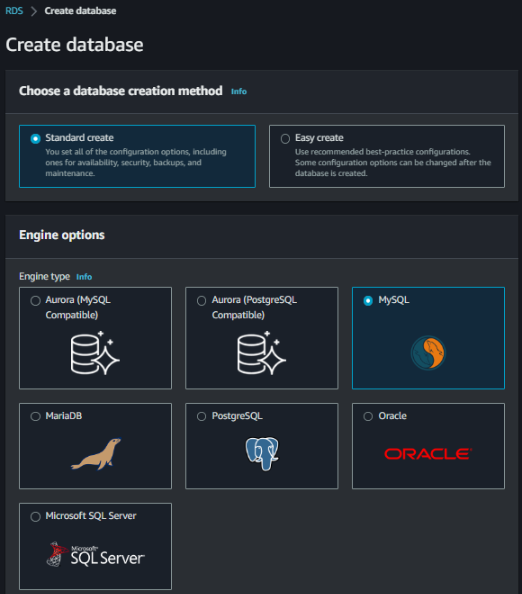 RDS > Create database
Create database
Choose a database creation method Info
Standard create
You set all of the configuration options, including
ones for availability, security, backups, and
maintenance.
Easy create
Use recommended best-practice configurations.
Some configuration options can be changed after the
database is created.
Engine options
Engine type Info
Aurora (MySQL
Compatible)
Aurora (PostgreSQL
Compatible)
MySQL
MariaDB
PostgreSQL
Oracle
ORACLE
Microsoft SQL Server
Microsoft
SQL Server